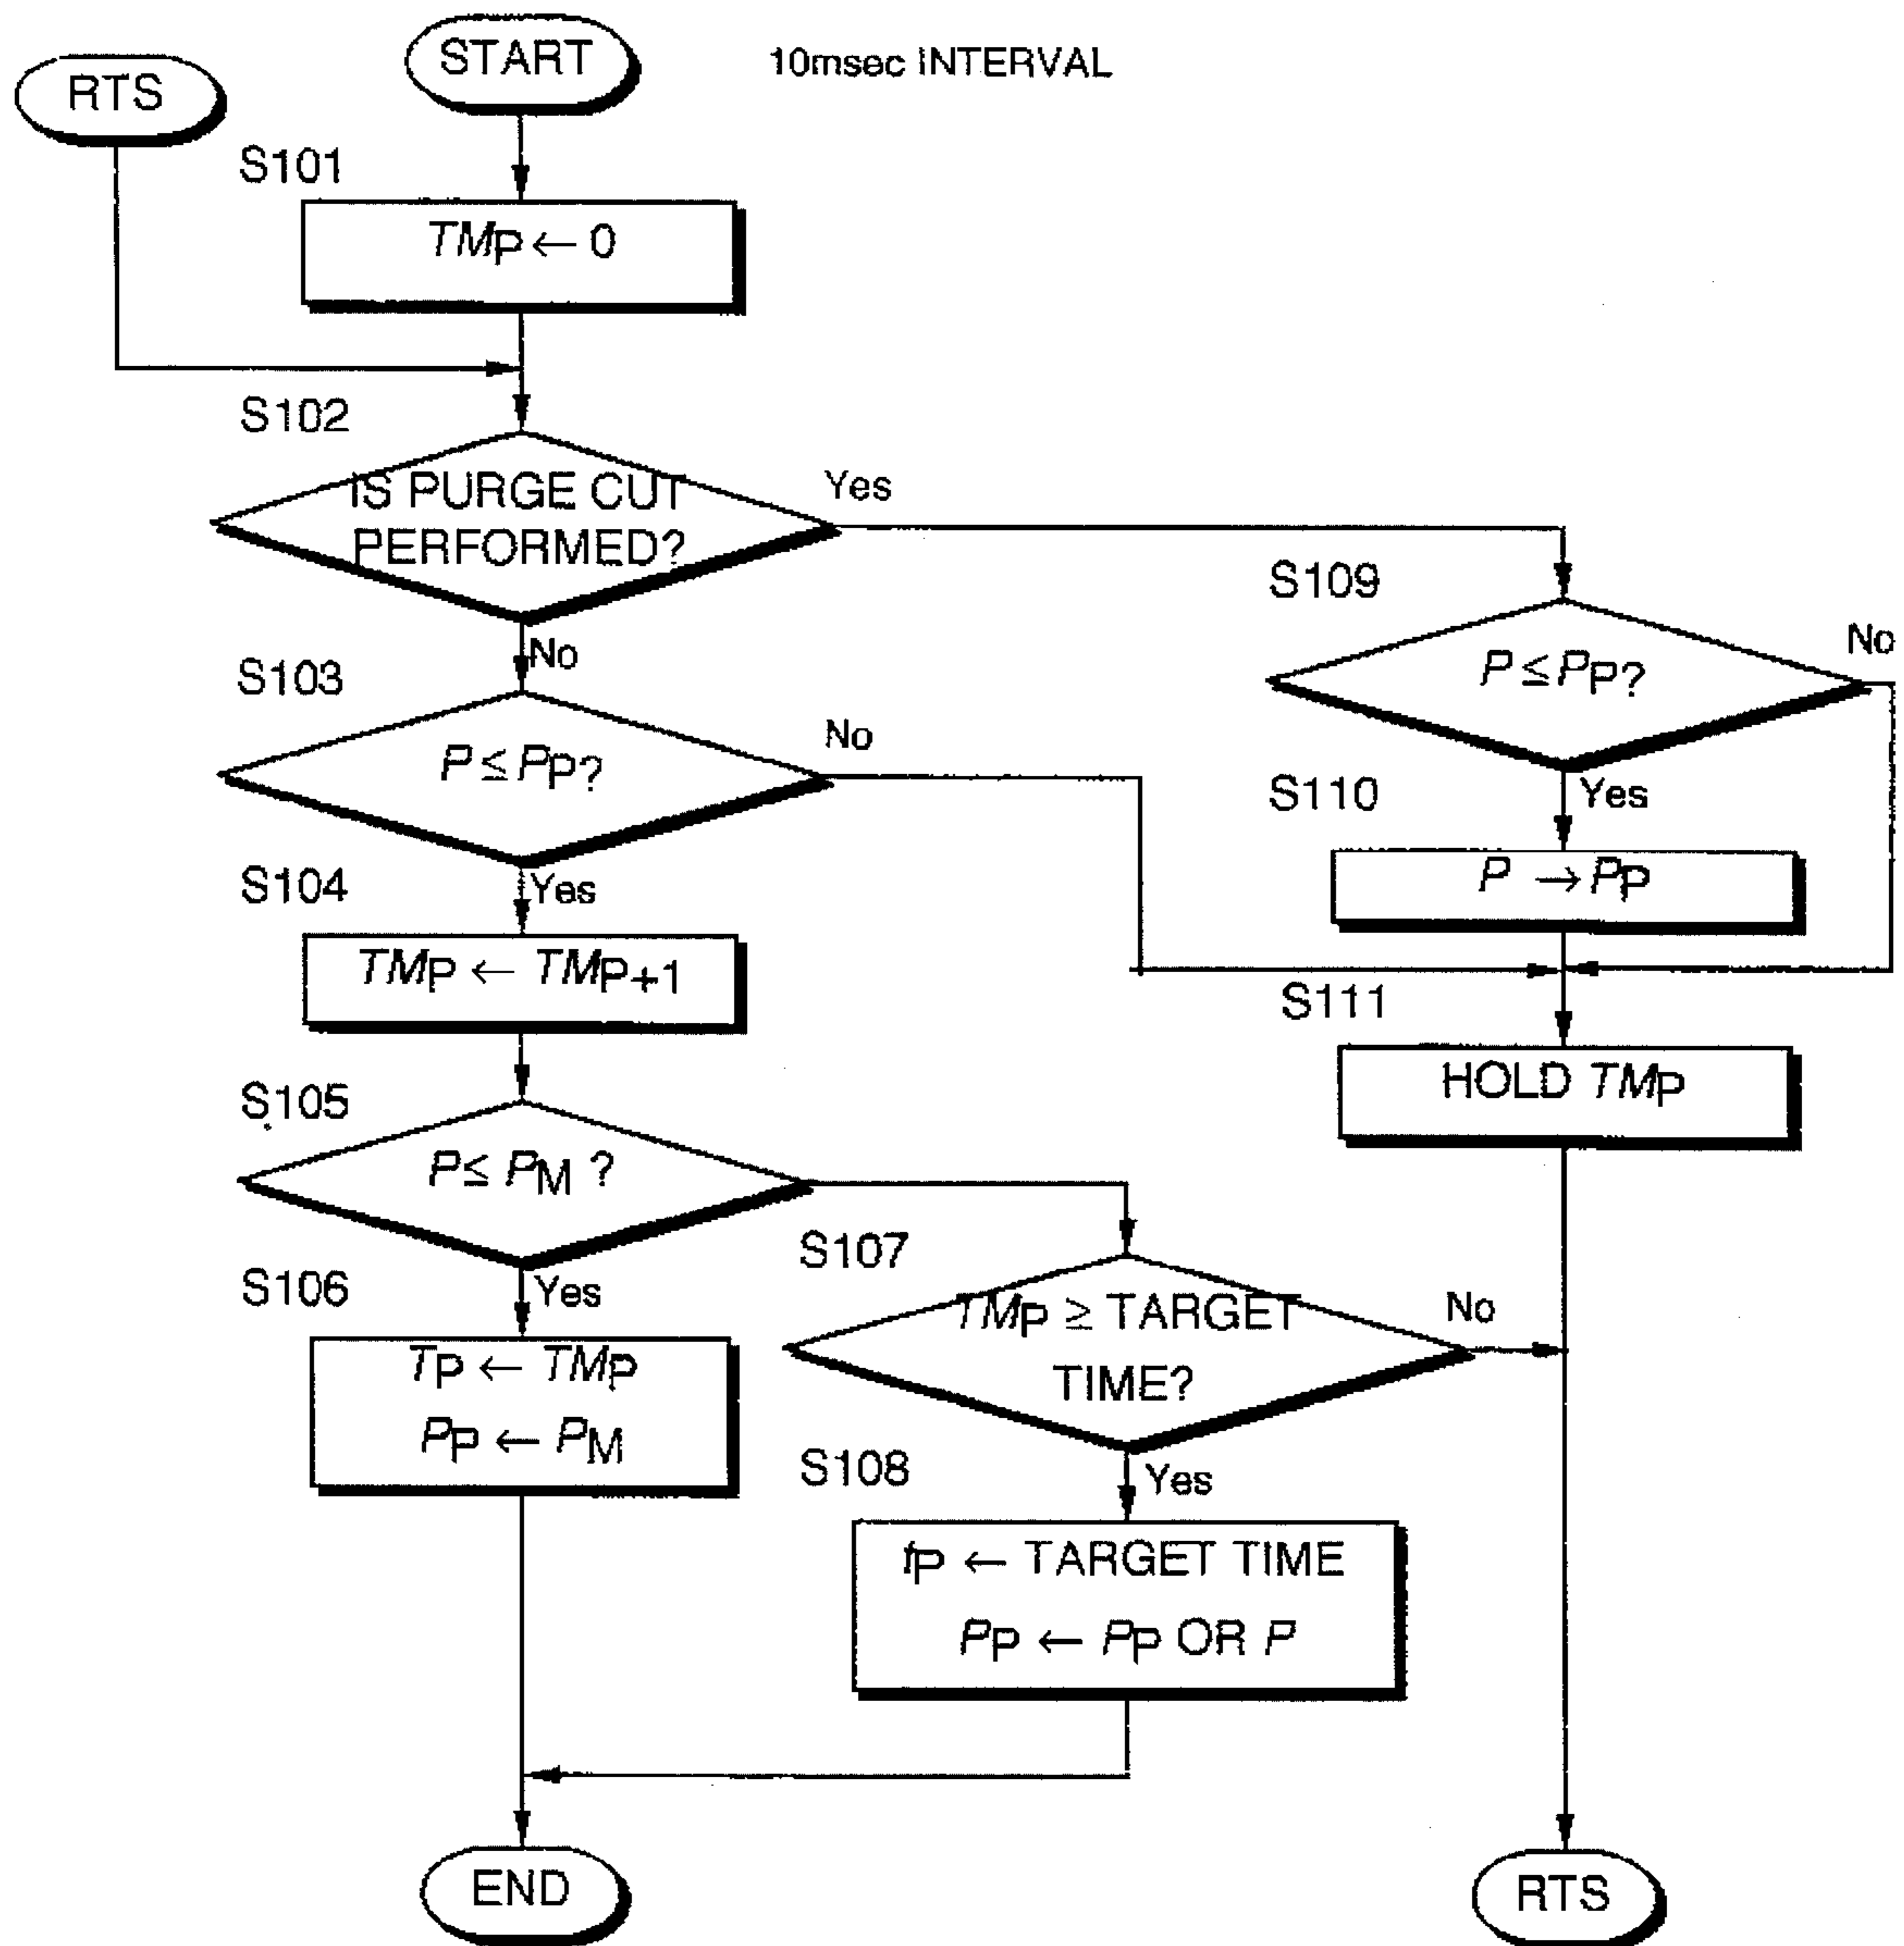 START
10msec INTERVAL
RTS
S101
TMP ← 0
S102
IS PURGE CUT
PERFORMED?
Yes
No
S103
P ≤ PP?
No
Yes
S104
TMP ← TMP+1
S105
P ≤ PM ?
Yes
S106
TP ← TMP
PP ← PM
S107
TMP ≥ TARGET
TIME?
No
Yes
S108
tP ← TARGET TIME
PP ← PP OR P
S109
P ≤ PP?
No
Yes
S110
P → PP
S111
HOLD TMP
END
RTS